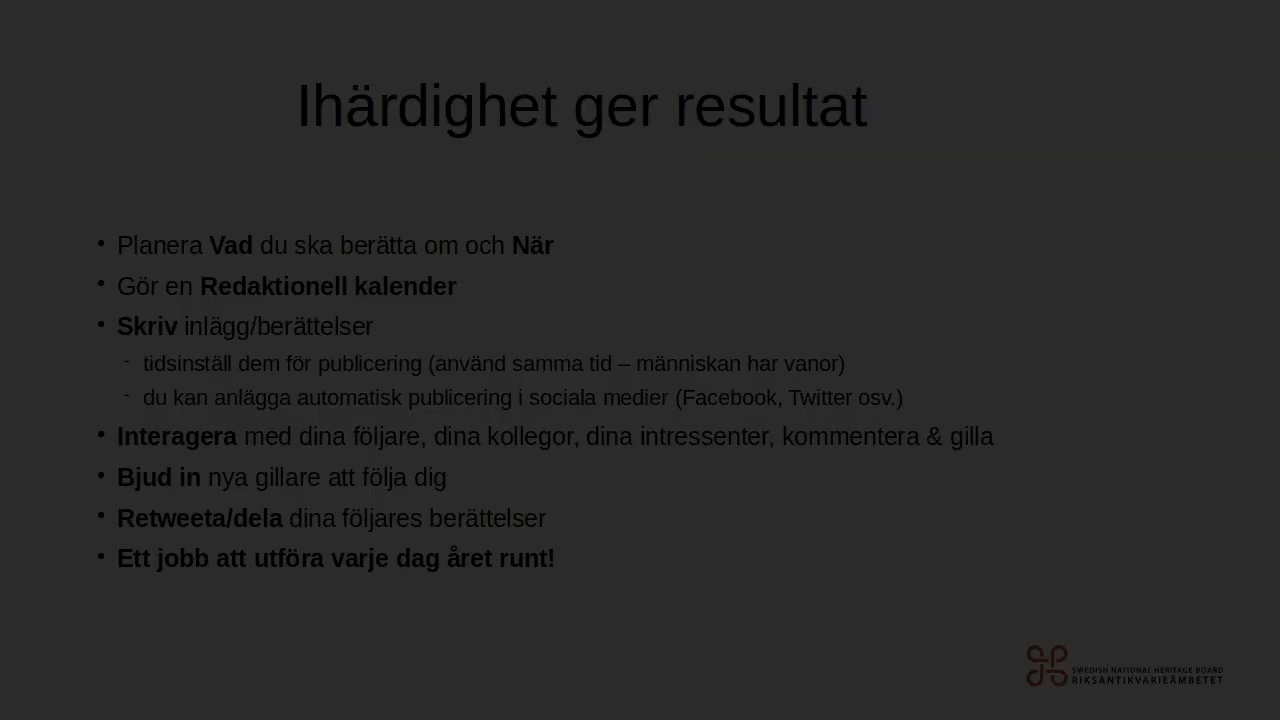 Ihärdighet ger resultat
• Planera Vad du ska berätta om och När
• Gör en Redaktionell kalender
• Skriv inlägg/berättelser
- tidsinställ dem för publicering (använd samma tid – människan har vanor)
- du kan anlägga automatisk publicering i sociala medier (Facebook, Twitter osv.)
• Interagera med dina följare, dina kollegor, dina intressenter, kommentera & gilla
• Bjud in nya gillare att följa dig
• Retweeta/dela dina följares berättelser
• Ett jobb att utföra varje dag året runt!
SWEDISH NATIONAL HERITAGE BOARD
RIKSANTIKVARIEÄMBETET